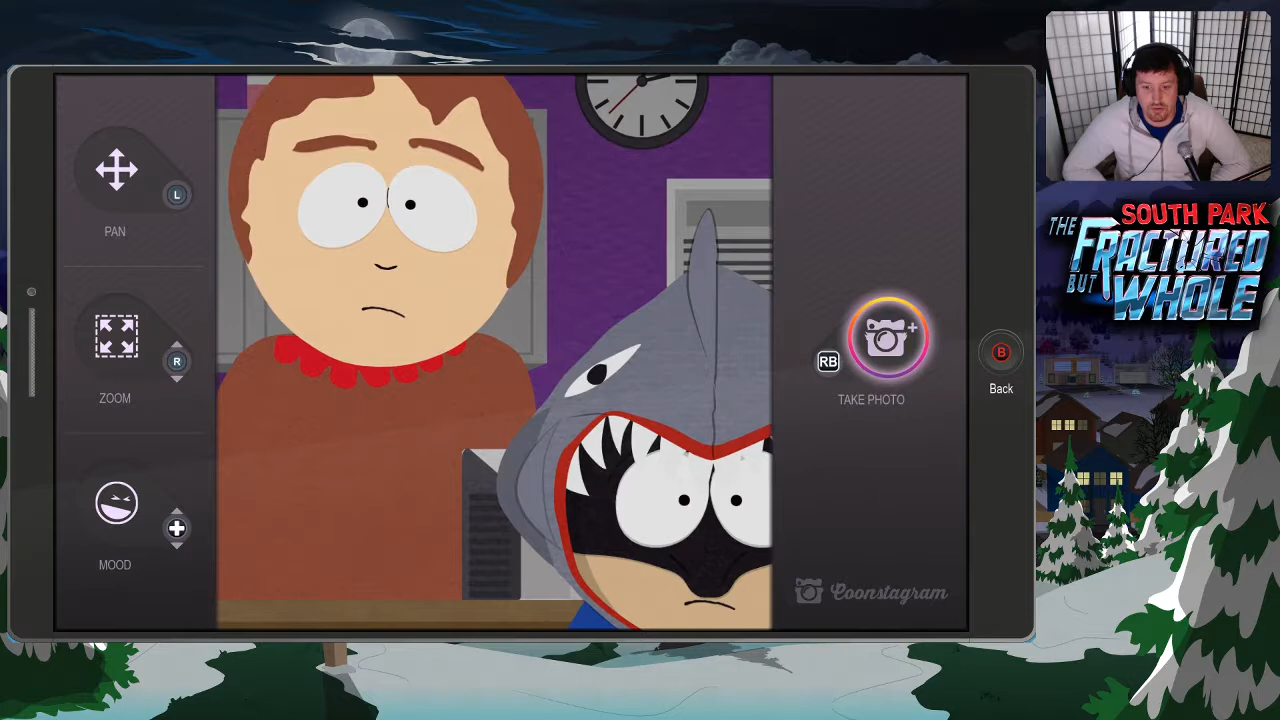 L
PAN
R
ZOOM
MOOD
RB
TAKE PHOTO
Coonstagram
B
Back
SOUTH PARK
THE
FRACTURED
BUT
WHOLE